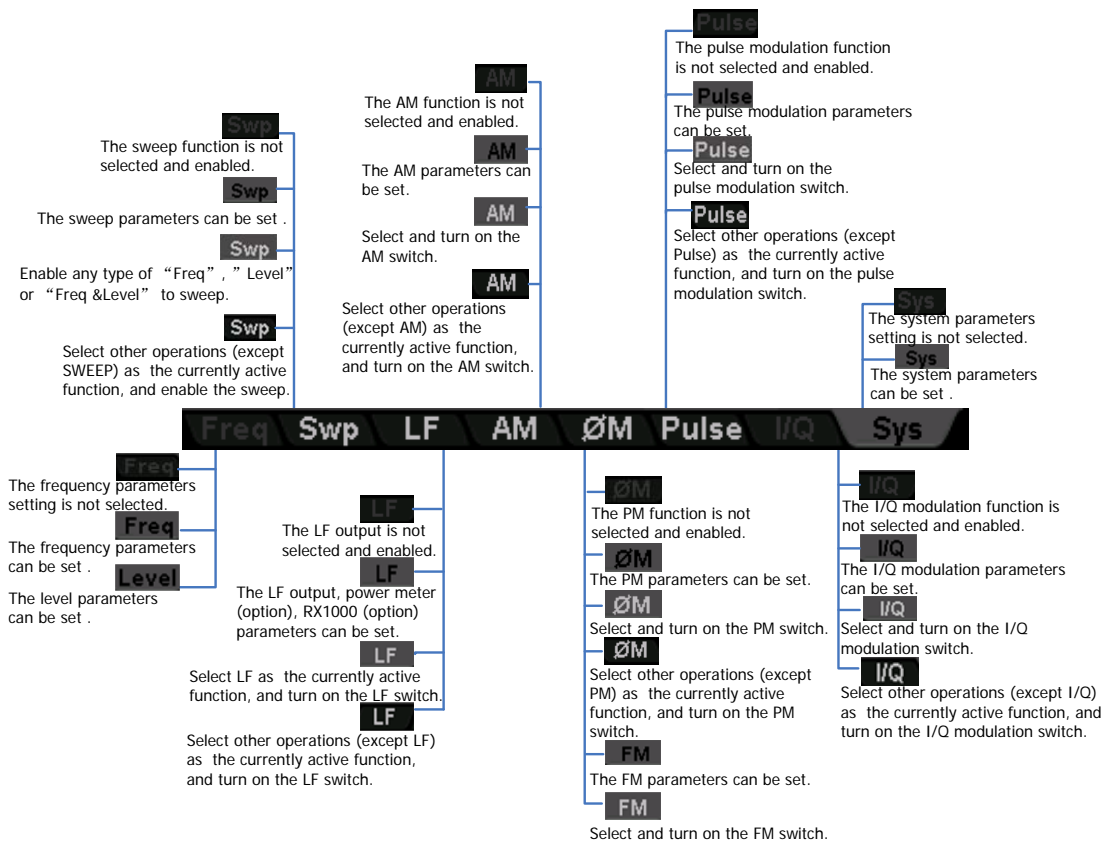 Swp
The sweep function is not
selected and enabled.
Swp
The sweep parameters can be set .
Swp
Enable any type of “Freq”, ” Level”
or “Freq &Level” to sweep.
Swp
Select other operations (except
SWEEP) as the currently active
function, and enable the sweep.
AM
The AM function is not
selected and enabled.
AM
The AM parameters can
be set.
AM
Select and turn on the
AM switch.
AM
Select other operations
(except AM) as the
currently active function,
and turn on the AM switch.
Pulse
The pulse modulation function
is not selected and enabled.
Pulse
The pulse modulation parameters
can be set.
Pulse
Select and turn on the
pulse modulation switch.
Pulse
Select other operations (except
Pulse) as the currently active
function, and turn on the pulse
modulation switch.
Sys
The system parameters
setting is not selected.
Sys
The system parameters
can be set .
Freq Swp LF AM ØM Pulse I/Q Sys
Freq
The frequency parameters
setting is not selected.
Freq
The frequency parameters
can be set .
Level
The level parameters
can be set .
LF
The LF output is not
selected and enabled.
LF
The LF output, power meter
(option), RX1000 (option)
parameters can be set.
LF
Select LF as the currently active
function, and turn on the LF switch.
LF
Select other operations (except LF)
as the currently active function,
and turn on the LF switch.
ØM
The PM function is not
selected and enabled.
ØM
The PM parameters can be set.
ØM
Select and turn on the PM switch.
ØM
Select other operations (except
PM) as the currently active
function, and turn on the PM
switch.
FM
The FM parameters can be set.
FM
Select and turn on the FM switch.
I/Q
The I/Q modulation function is
not selected and enabled.
I/Q
The I/Q modulation parameters
can be set.
I/Q
Select and turn on the I/Q
modulation switch.
I/Q
Select other operations (except I/Q)
as the currently active function, and
turn on the I/Q modulation switch.